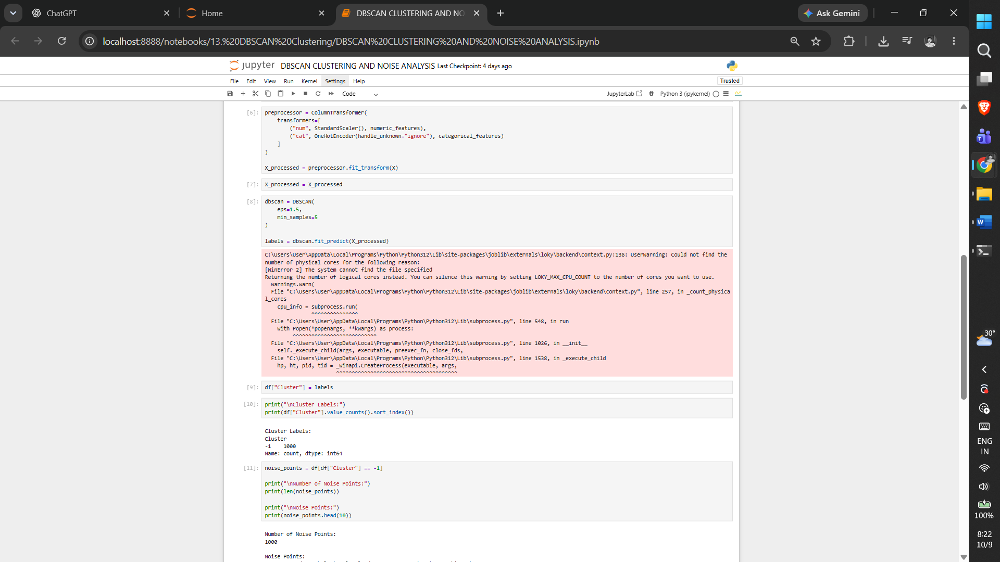 ChatGPT
Home
DBSCAN CLUSTERING AND NO
Ask Gemini
localhost:8888/notebooks/13.%20DBSCAN%20Clustering/DBSCAN%20CLUSTERING%20AND%20NOISE%20ANALYSIS.ipynb
jupyter DBSCAN CLUSTERING AND NOISE ANALYSIS Last Checkpoint: 4 days ago
File Edit View Run Kernel Settings Help
Trusted
Code
JupyterLab
Python 3 (ipykernel)
[6]: preprocessor = ColumnTransformer(
transformers=[
("num", StandardScaler(), numeric_features),
("cat", OneHotEncoder(handle_unknown="ignore"), categorical_features)
]
)
X_processed = preprocessor.fit_transform(X)
[7]: X_processed = X_processed
[8]: dbscan = DBSCAN(
eps=1.5,
min_samples=5
)
labels = dbscan.fit_predict(X_processed)
C:\Users\User\AppData\Local\Programs\Python\Python312\Lib\site-packages\joblib\externals\loky\backend\context.py:136: UserWarning: Could not find the
number of physical cores for the following reason:
[WinError 2] The system cannot find the file specified
Returning the number of logical cores instead. You can silence this warning by setting LOKY_MAX_CPU_COUNT to the number of cores you want to use.
warnings.warn(
File "C:\Users\User\AppData\Local\Programs\Python\Python312\Lib\site-packages\joblib\externals\loky\backend\context.py", line 257, in _count_physica
l_cores
cpu_info = subprocess.run(
^^^^^^^^^^^^^^^
File "C:\Users\User\AppData\Local\Programs\Python\Python312\Lib\subprocess.py", line 548, in run
with Popen(*popenargs, **kwargs) as process:
^^^^^^^^^^^^^^^^^^^^^^^^^^^
File "C:\Users\User\AppData\Local\Programs\Python\Python312\Lib\subprocess.py", line 1026, in __init__
self._execute_child(args, executable, preexec_fn, close_fds,
File "C:\Users\User\AppData\Local\Programs\Python\Python312\Lib\subprocess.py", line 1538, in _execute_child
hp, ht, pid, tid = _winapi.CreateProcess(executable, args,
^^^^^^^^^^^^^^^^^^^^^^^^^^^^^^^^^^^^^^^
[9]: df["Cluster"] = labels
[10]: print("\nCluster Labels:")
print(df["Cluster"].value_counts().sort_index())
Cluster Labels:
Cluster
-1    1000
Name: count, dtype: int64
[11]: noise_points = df[df["Cluster"] == -1]
print("\nNumber of Noise Points:")
print(len(noise_points))
print("\nNoise Points:")
print(noise_points.head(10))
Number of Noise Points:
1000
Noise Points:
30°
ENG
IN
100%
8:22
10/9